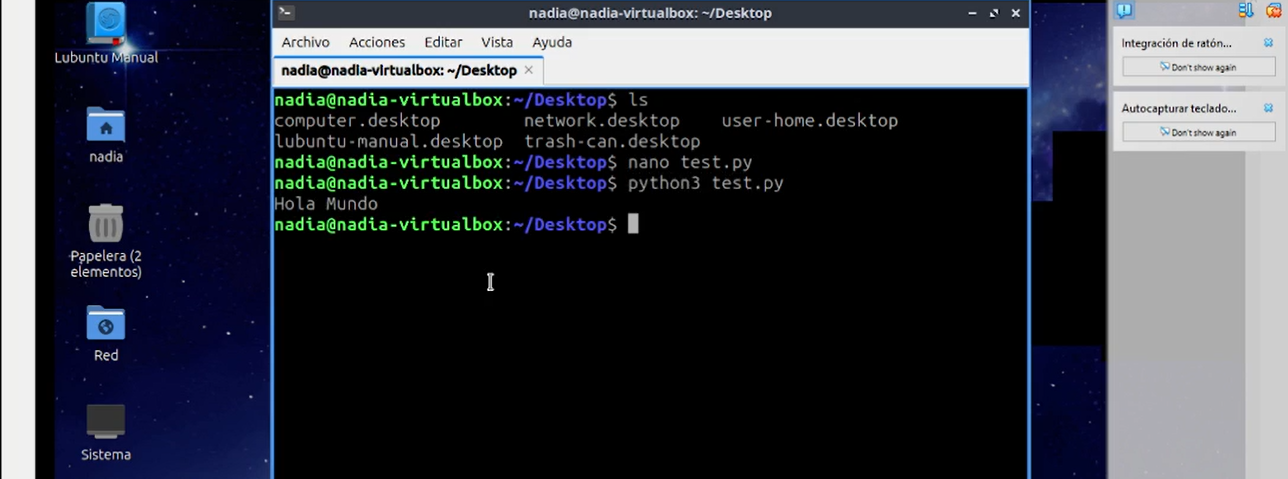 nadia@nadia-virtualbox: ~/Desktop
Archivo Acciones Editar Vista Ayuda
nadia@nadia-virtualbox: ~/Desktop
nadia@nadia-virtualbox:~/Desktop$ ls
computer.desktop network.desktop user-home.desktop
lubuntu-manual.desktop trash-can.desktop
nadia@nadia-virtualbox:~/Desktop$ nano test.py
nadia@nadia-virtualbox:~/Desktop$ python3 test.py
Hola Mundo
nadia@nadia-virtualbox:~/Desktop$
Lubuntu Manual
nadia
Papelera (2
elementos)
Red
Sistema
Integración de ratón...
Don't show again
Autocapturar teclado...
Don't show again